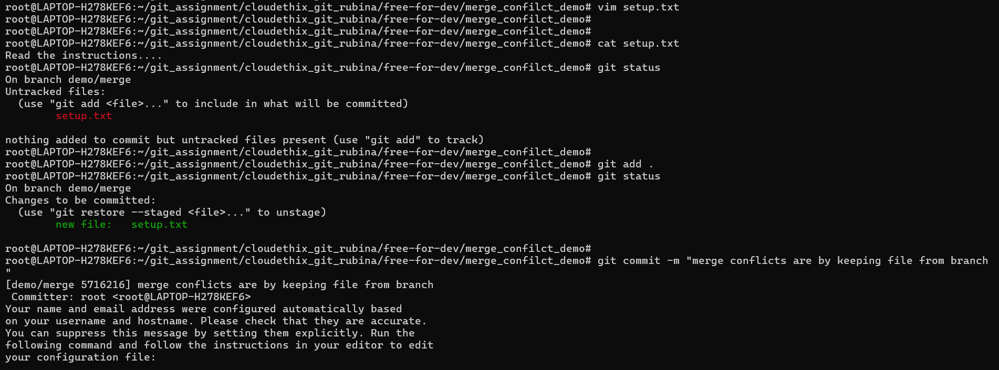 root@LAPTOP-H278KEF6:~/git_assignment/cloudethix_git_rubina/free-for-dev/merge_confilct_demo# vim setup.txt
root@LAPTOP-H278KEF6:~/git_assignment/cloudethix_git_rubina/free-for-dev/merge_confilct_demo#
root@LAPTOP-H278KEF6:~/git_assignment/cloudethix_git_rubina/free-for-dev/merge_confilct_demo#
root@LAPTOP-H278KEF6:~/git_assignment/cloudethix_git_rubina/free-for-dev/merge_confilct_demo# cat setup.txt
Read the instructions....
root@LAPTOP-H278KEF6:~/git_assignment/cloudethix_git_rubina/free-for-dev/merge_confilct_demo# git status
On branch demo/merge
Untracked files:
  (use "git add <file>..." to include in what will be committed)
        setup.txt

nothing added to commit but untracked files present (use "git add" to track)
root@LAPTOP-H278KEF6:~/git_assignment/cloudethix_git_rubina/free-for-dev/merge_confilct_demo#
root@LAPTOP-H278KEF6:~/git_assignment/cloudethix_git_rubina/free-for-dev/merge_confilct_demo# git add .
root@LAPTOP-H278KEF6:~/git_assignment/cloudethix_git_rubina/free-for-dev/merge_confilct_demo# git status
On branch demo/merge
Changes to be committed:
  (use "git restore --staged <file>..." to unstage)
        new file:   setup.txt

root@LAPTOP-H278KEF6:~/git_assignment/cloudethix_git_rubina/free-for-dev/merge_confilct_demo#
root@LAPTOP-H278KEF6:~/git_assignment/cloudethix_git_rubina/free-for-dev/merge_confilct_demo# git commit -m "merge conflicts are by keeping file from branch
"
[demo/merge 5716216] merge conflicts are by keeping file from branch
 Committer: root <root@LAPTOP-H278KEF6>
Your name and email address were configured automatically based
on your username and hostname. Please check that they are accurate.
You can suppress this message by setting them explicitly. Run the
following command and follow the instructions in your editor to edit
your configuration file: